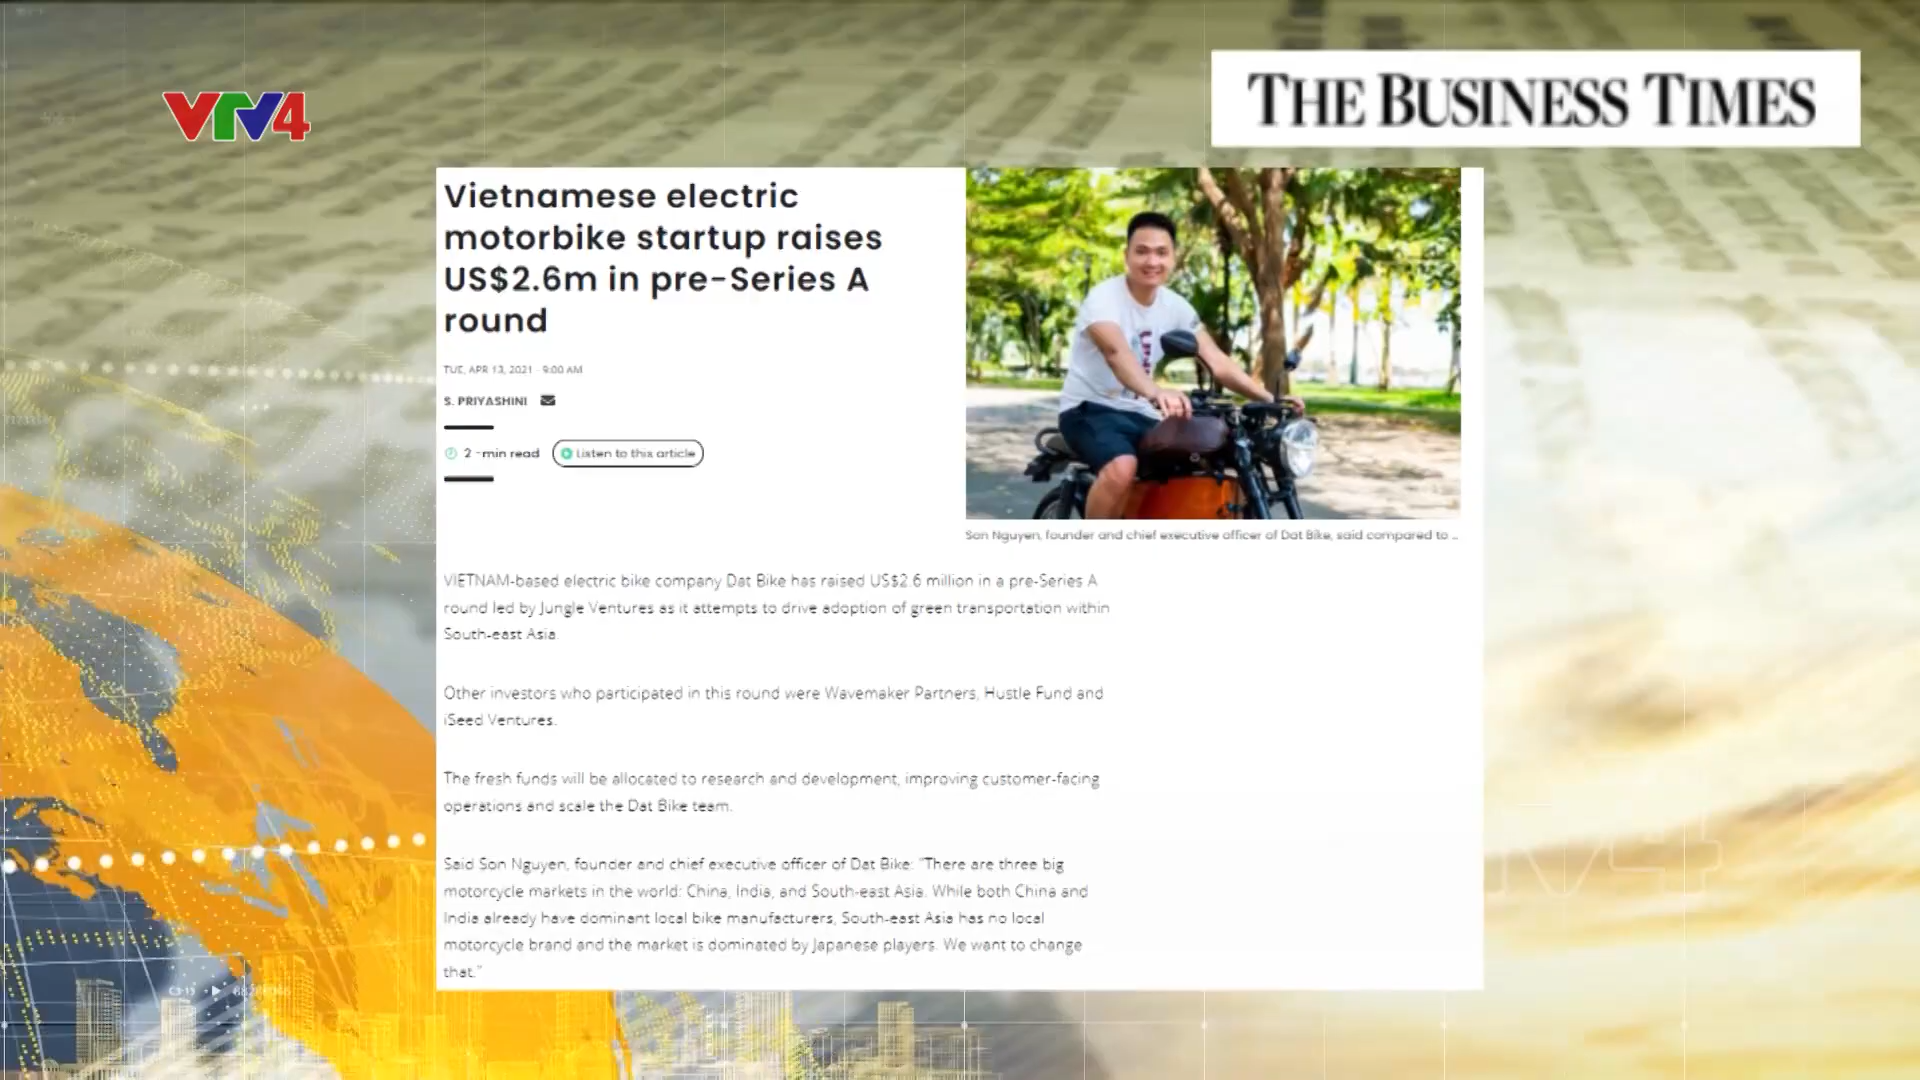 VTV4
THE BUSINESS TIMES
Vietnamese electric
motorbike startup raises
US$2.6m in pre-Series A
round
TUE, APR 13, 2021 - 9:00 AM
S. PRIYASHINI
2 -min read
Listen to this article
Son Nguyen, founder and chief executive officer of Dat Bike, said compared to ...
VIETNAM-based electric bike company Dat Bike has raised US$2.6 million in a pre-Series A
round led by Jungle Ventures as it attempts to drive adoption of green transportation within
South-east Asia.
Other investors who participated in this round were Wavemaker Partners, Hustle Fund and
iSeed Ventures.
The fresh funds will be allocated to research and development, improving customer-facing
operations and scale the Dat Bike team.
Said Son Nguyen, founder and chief executive officer of Dat Bike: "There are three big
motorcycle markets in the world: China, India, and South-east Asia. While both China and
India already have dominant local bike manufacturers, South-east Asia has no local
motorcycle brand and the market is dominated by Japanese players. We want to change
that."